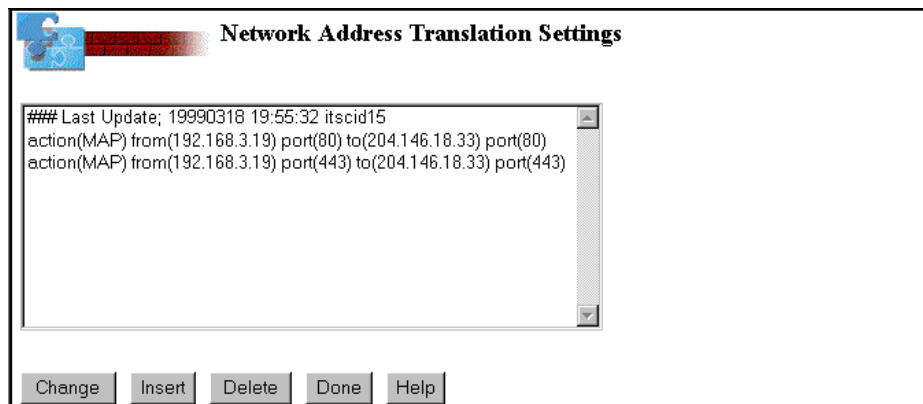 Network Address Translation Settings
### Last Update; 19990318 19:55:32 itscid15
action(MAP) from(192.168.3.19) port(80) to(204.146.18.33) port(80)
action(MAP) from(192.168.3.19) port(443) to(204.146.18.33) port(443)
Change Insert Delete Done Help